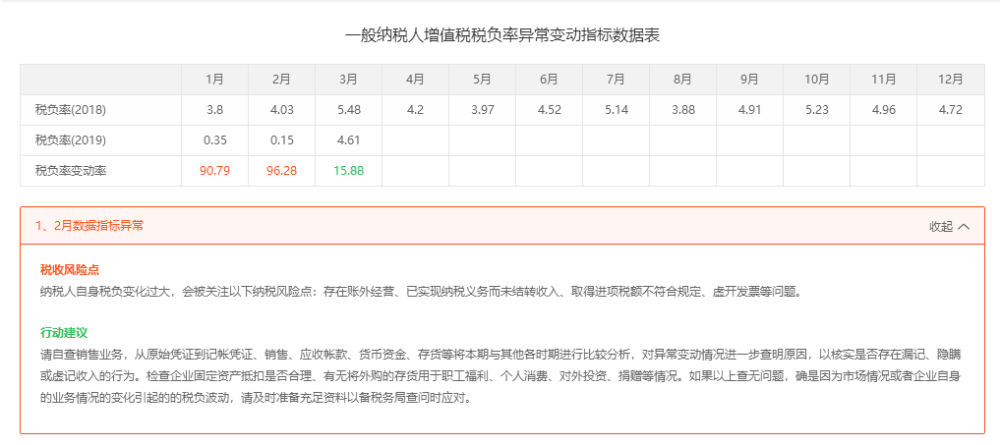 一般纳税人增值税税负率异常变动指标数据表
1月 2月 3月 4月 5月 6月 7月 8月 9月 10月 11月 12月
税负率(2018) 3.8 4.03 5.48 4.2 3.97 4.52 5.14 3.88 4.91 5.23 4.96 4.72
税负率(2019) 0.35 0.15 4.61
税负率变动率 90.79 96.28 15.88
1、2月数据指标异常 收起
税收风险点
纳税人自身税负变化过大，会被关注以下纳税风险点：存在账外经营、已实现纳税义务而未结转收入、取得进项税额不符合规定、虚开发票等问题。
行动建议
请自查销售业务，从原始凭证到记帐凭证、销售、应收帐款、货币资金、存货等将本期与其他各时期进行比较分析，对异常变动情况进一步查明原因，以核实是否存在漏记、隐瞒
或虚记收入的行为。检查企业固定资产抵扣是否合理、有无将外购的存货用于职工福利、个人消费、对外投资、捐赠等情况。如果以上查无问题，确是因为市场情况或者企业自身
的业务情况的变化引起的的税负波动，请及时准备充足资料以备税务局查问时应对。